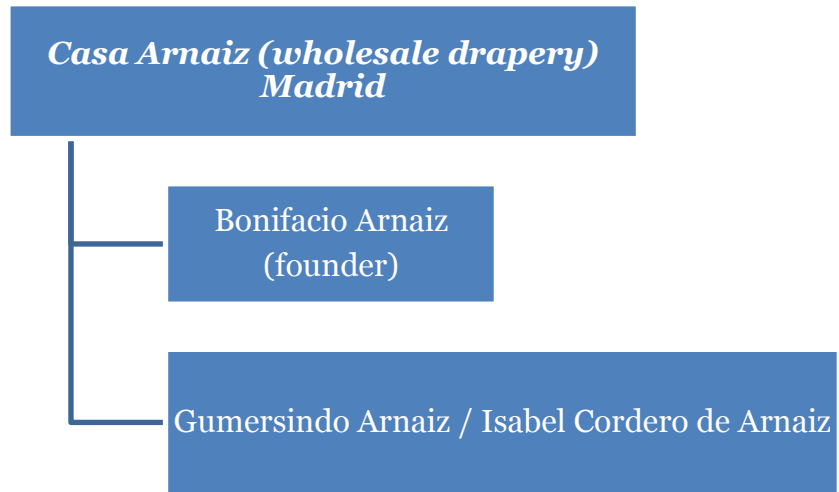 Casa Arnaiz (wholesale drapery)
Madrid
Bonifacio Arnaiz
(founder)
Gumersindo Arnaiz / Isabel Cordero de Arnaiz